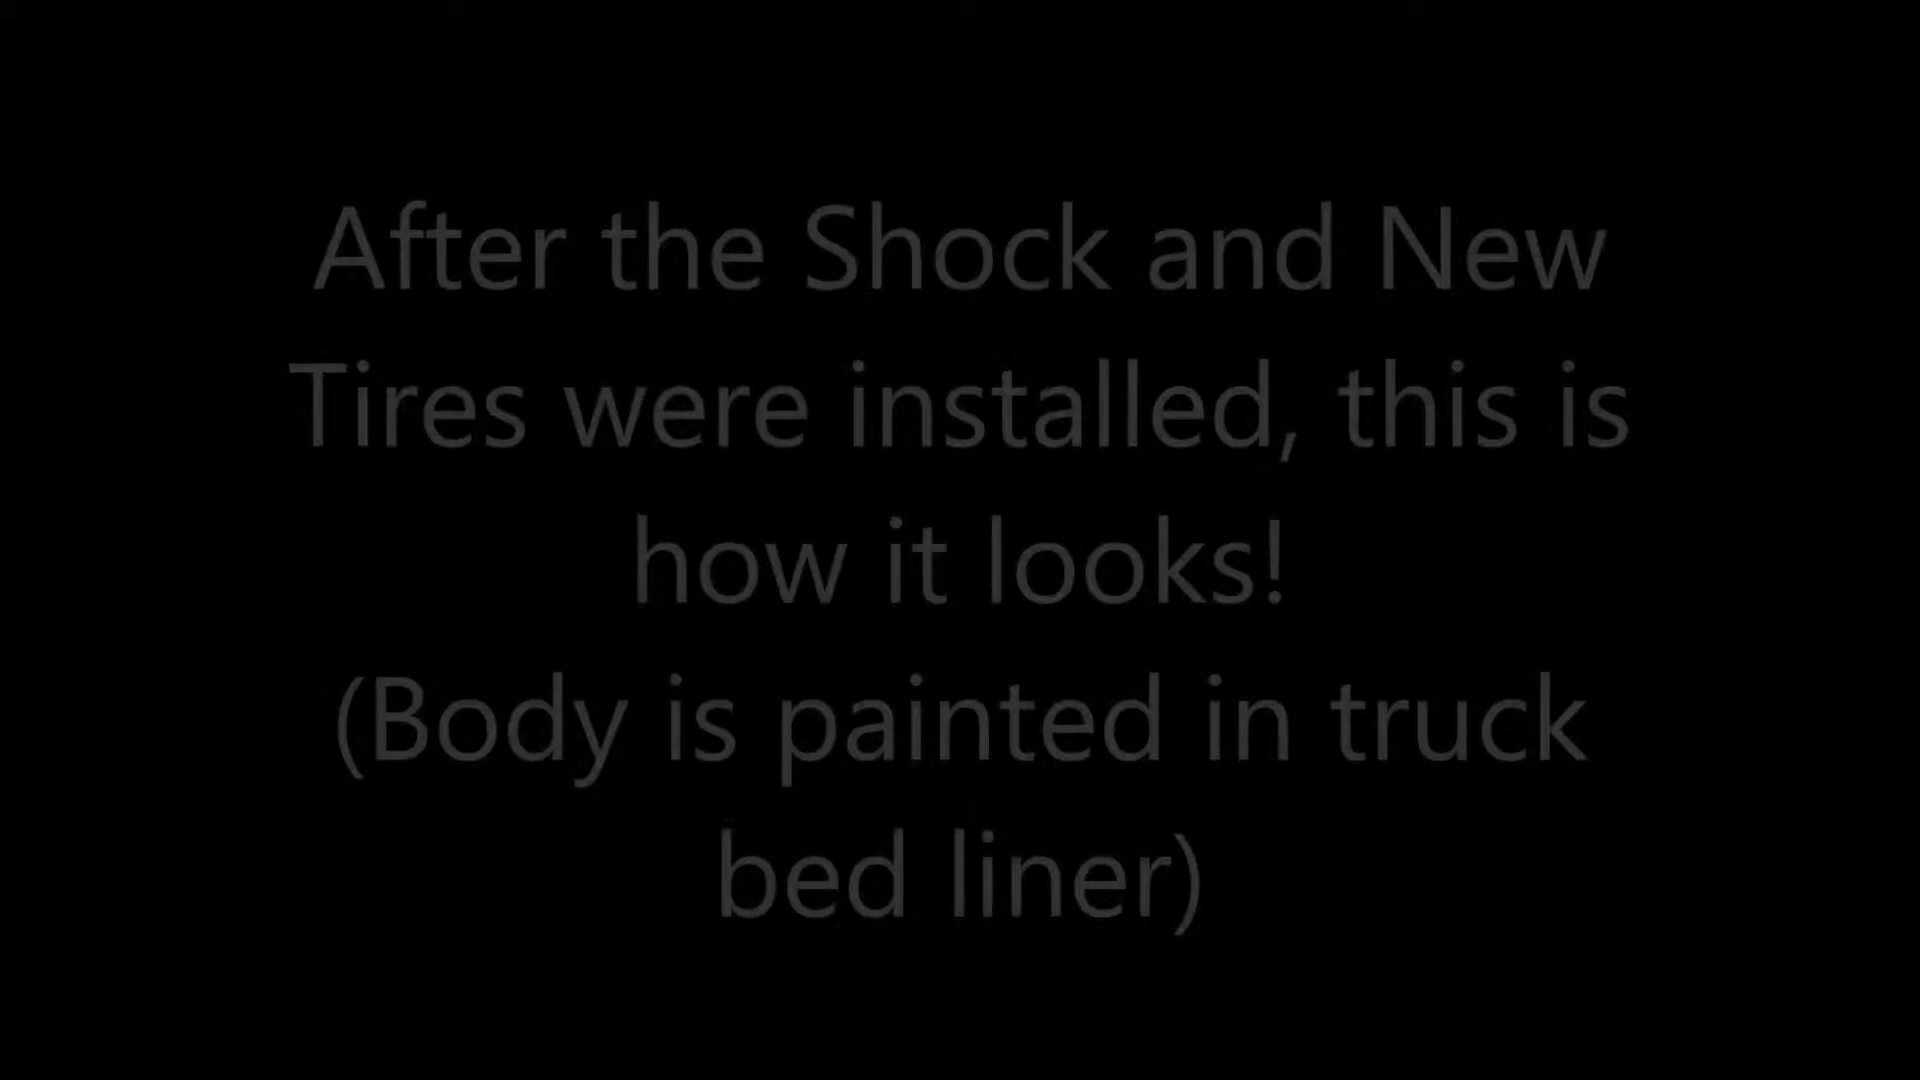 After the Shock and New
Tires were installed, this is
how it looks!
(Body is painted in truck
bed liner)